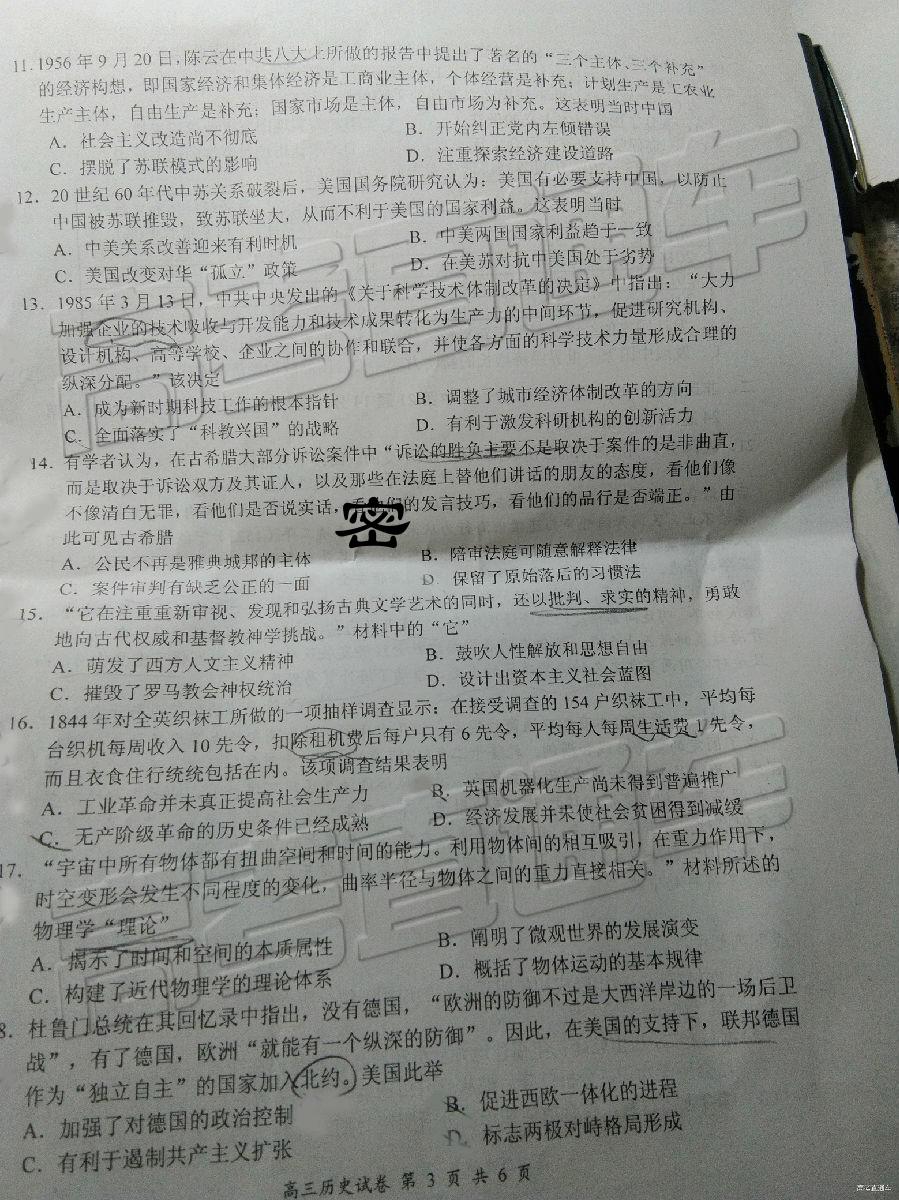 11. 1956 年 9 月 20 日, 陈云在中共八大上所做的报告中提出了著名的“三个主体、三个补充”
的经济构想，即国家经济和集体经济是工商业主体，个体经营是补充；计划生产是工农业
生产主体，自由生产是补充；国家市场是主体，自由市场为补充。这表明当时中国
A．社会主义改造尚不彻底 B．开始纠正党内左倾错误
C．摆脱了苏联模式的影响 D．注重探索经济建设道路
12．20 世纪 60 年代中苏关系破裂后，美国国务院研究认为：美国有必要支持中国，以防止
中国被苏联推毁，致苏联坐大，从而不利于美国的国家利益。这表明当时
A．中美关系改善迎来有利时机 B．中美两国国家利益趋于一致
C．美国改变对华“孤立”政策 D．在美苏对抗中美国处于劣势
13．1985 年 3 月 13 日，中共中央发出的《关于科学技术体制改革的决定》中指出：“大力
加强企业的技术吸收与开发能力和技术成果转化为生产力的中间环节，促进研究机构、
设计机构、高等学校、企业之间的协作和联合，并使各方面的科学技术力量形成合理的
纵深分配。”该决定
A．成为新时期科技工作的根本指针 B．调整了城市经济体制改革的方向
C．全面落实了“科教兴国”的战略 D．有利于激发科研机构的创新活力
14．有学者认为，在古希腊大部分诉讼案件中“诉讼的胜负主要不是取决于案件的是非曲直，
而是取决于诉讼双方及其证人，以及那些在法庭上替他们讲话的朋友的态度，看他们像
不像清白无罪，看他们是否说实话，看他们的发言技巧，看他们的品行是否端正。”由
此可见古希腊
密
A．公民不再是雅典城邦的主体 B．陪审法庭可随意解释法律
C．案件审判有缺乏公正的一面 D．保留了原始落后的习惯法
15．“它在注重重新审视、发现和弘扬古典文学艺术的同时，还以批判、求实的精神，勇敢
地向古代权威和基督教神学挑战。”材料中的“它”
A．萌发了西方人文主义精神 B．鼓吹人性解放和思想自由
C．摧毁了罗马教会神权统治 D．设计出资本主义社会蓝图
16．1844 年对全英织袜工所做的一项抽样调查显示：在接受调查的 154 户织袜工中，平均每
台织机每周收入 10 先令，扣除租机费后每户只有 6 先令，平均每人每周生活费 1 先令，
而且衣食住行统统包括在内。该项调查结果表明
A．工业革命并未真正提高社会生产力 B．英国机器化生产尚未得到普遍推广
C．无产阶级革命的历史条件已经成熟 D．经济发展并未使社会贫困得到减缓
17．“宇宙中所有物体都有扭曲空间和时间的能力。利用物体间的相互吸引，在重力作用下，
时空变形会发生不同程度的变化，曲率半径与物体之间的重力直接相关。”材料所述的
物理学“理论”
A．揭示了时间和空间的本质属性 B．阐明了微观世界的发展演变
C．构建了近代物理学的理论体系 D．概括了物体运动的基本规律
8．杜鲁门总统在其回忆录中指出，没有德国，“欧洲的防御不过是大西洋岸边的一场后卫
战”，有了德国，欧洲“就能有一个纵深的防御”。因此，在美国的支持下，联邦德国
作为“独立自主”的国家加入北约。美国此举
A．加强了对德国的政治控制 B．促进西欧一体化的进程
C．有利于遏制共产主义扩张 D．标志两极对峙格局形成
高三历史试卷 第 3 页 共 6 页
高考直通车
高考直通车
高考直通车